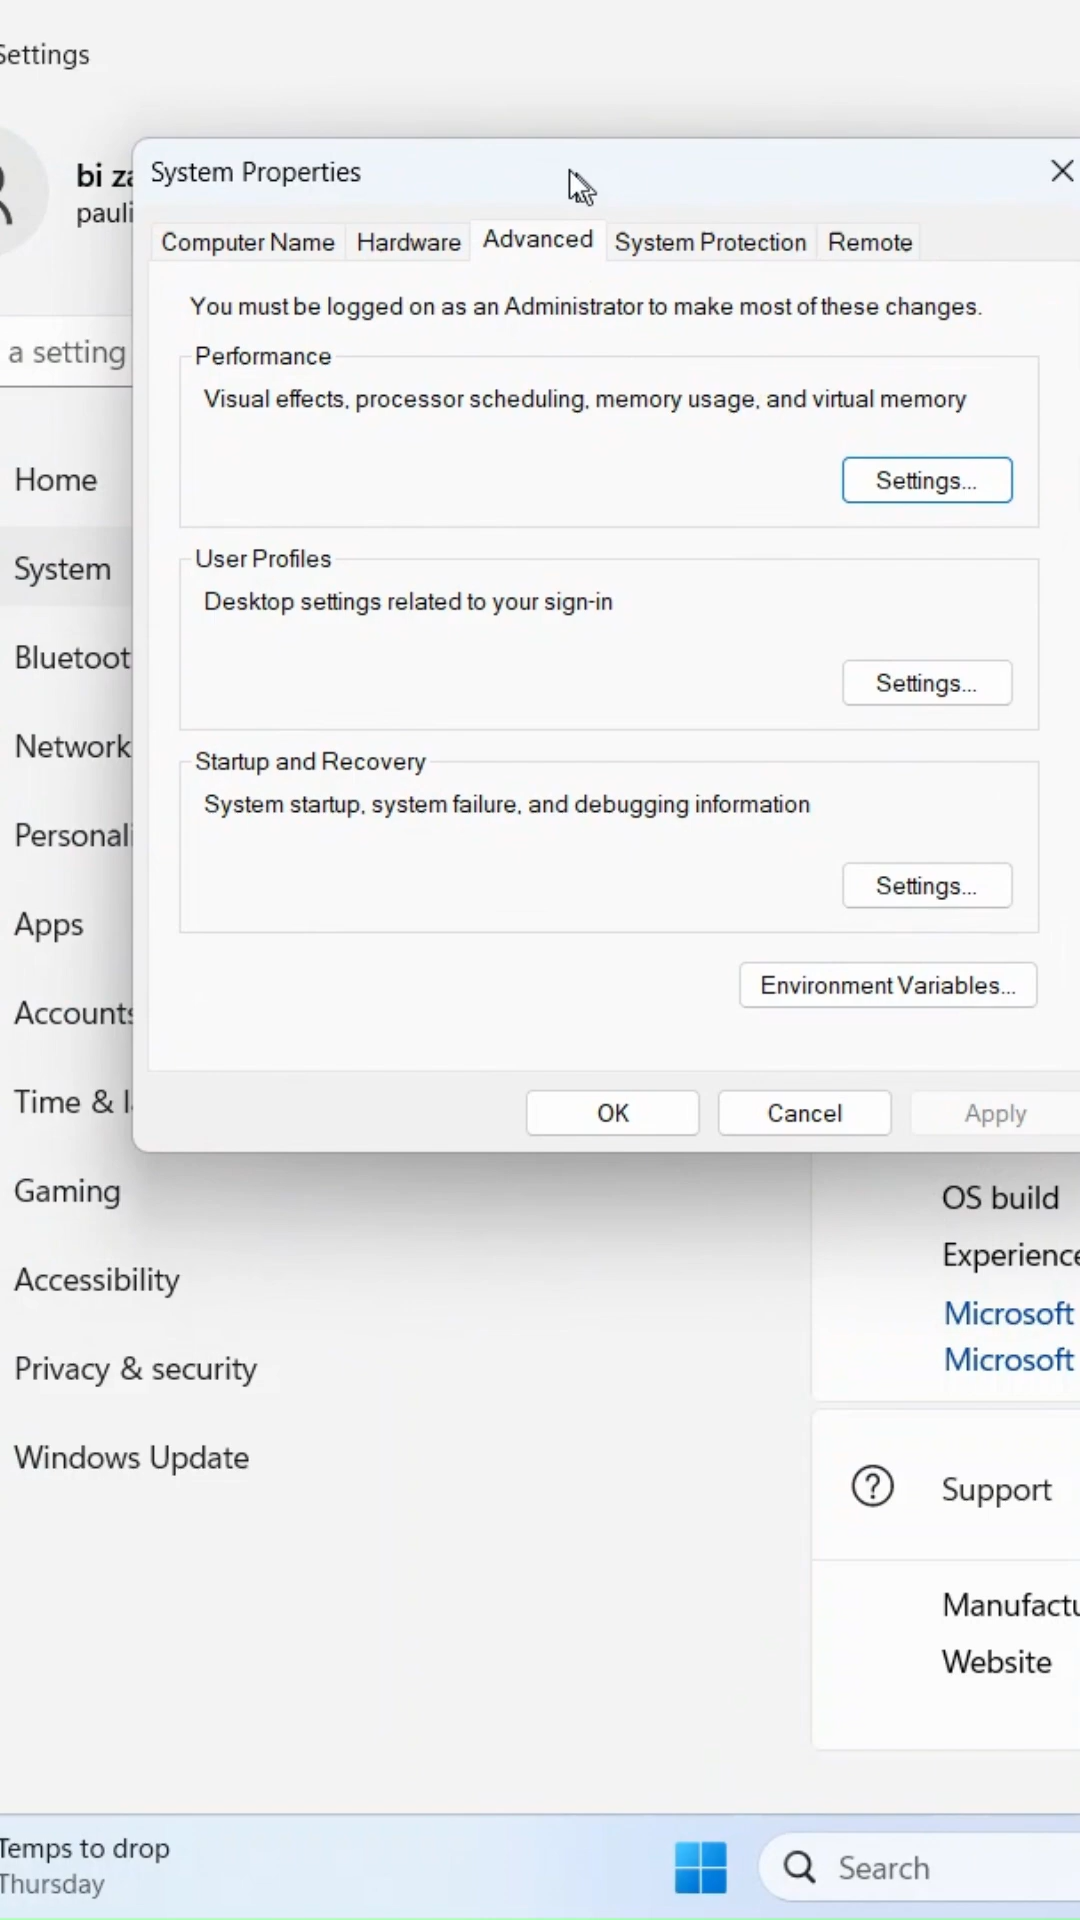 Settings
bi za
pauli
System Properties
Computer Name
Hardware
Advanced
System Protection
Remote
You must be logged on as an Administrator to make most of these changes.
Performance
Visual effects, processor scheduling, memory usage, and virtual memory
Settings...
User Profiles
Desktop settings related to your sign-in
Settings...
Startup and Recovery
System startup, system failure, and debugging information
Settings...
Environment Variables...
OK
Cancel
Apply
a setting
Home
System
Bluetoot
Network
Personali
Apps
Accounts
Time & l
Gaming
Accessibility
Privacy & security
Windows Update
OS build
Experience
Microsoft
Microsoft
Support
Manufactu
Website
Temps to drop
Thursday
Search